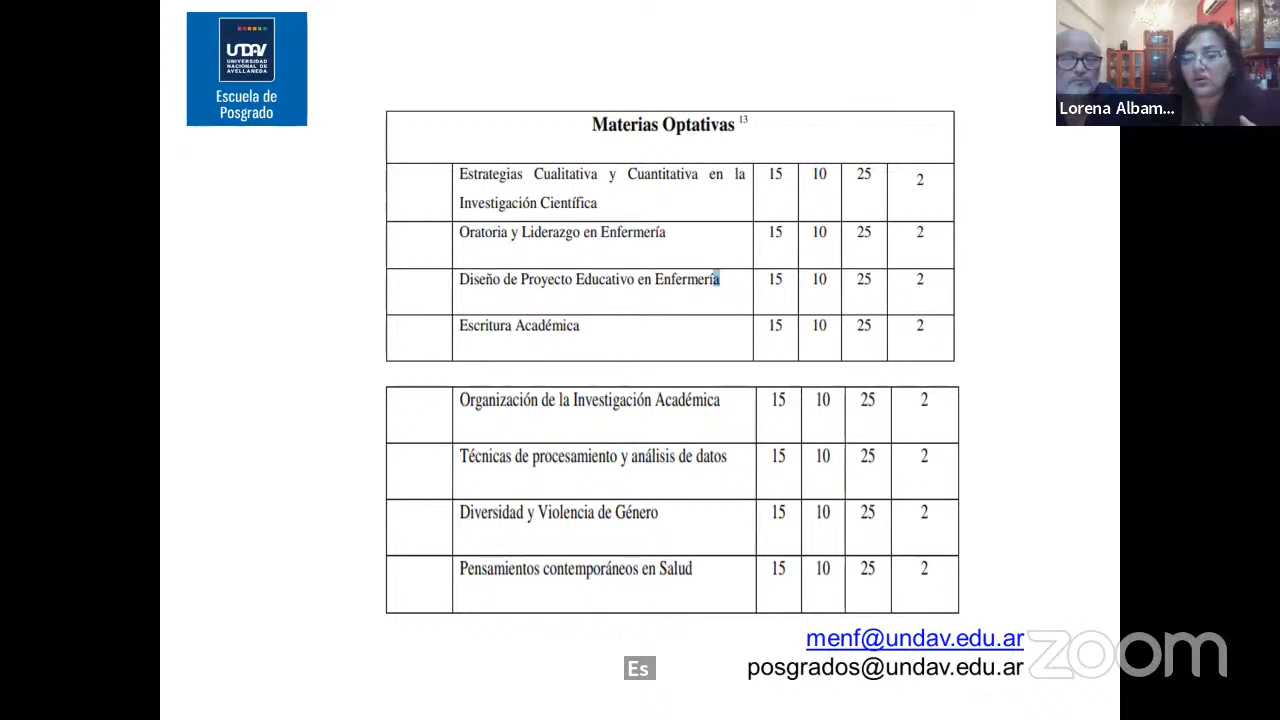 UNDAV
UNIVERSIDAD
NACIONAL DE
AVELLANEDA
Escuela de
Posgrado
Lorena Albam...
Materias Optativas 13
Estrategias Cualitativa y Cuantitativa en la 15 10 25 2
Investigación Científica
Oratoria y Liderazgo en Enfermería 15 10 25 2
Diseño de Proyecto Educativo en Enfermería 15 10 25 2
Escritura Académica 15 10 25 2
Organización de la Investigación Académica 15 10 25 2
Técnicas de procesamiento y análisis de datos 15 10 25 2
Diversidad y Violencia de Género 15 10 25 2
Pensamientos contemporáneos en Salud 15 10 25 2
menf@undav.edu.ar
posgrados@undav.edu.ar
Es
zoom